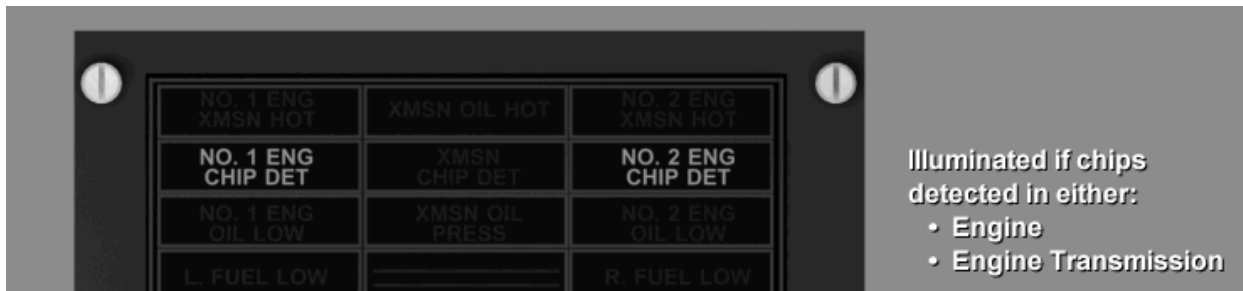 NO. 1 ENG
XMSN HOT
XMSN OIL HOT
NO. 2 ENG
XMSN HOT
NO. 1 ENG
CHIP DET
XMSN
CHIP DET
NO. 2 ENG
CHIP DET
NO. 1 ENG
OIL LOW
XMSN OIL
PRESS
NO. 2 ENG
OIL LOW
L. FUEL LOW
R. FUEL LOW
Illuminated if chips
detected in either:
• Engine
• Engine Transmission